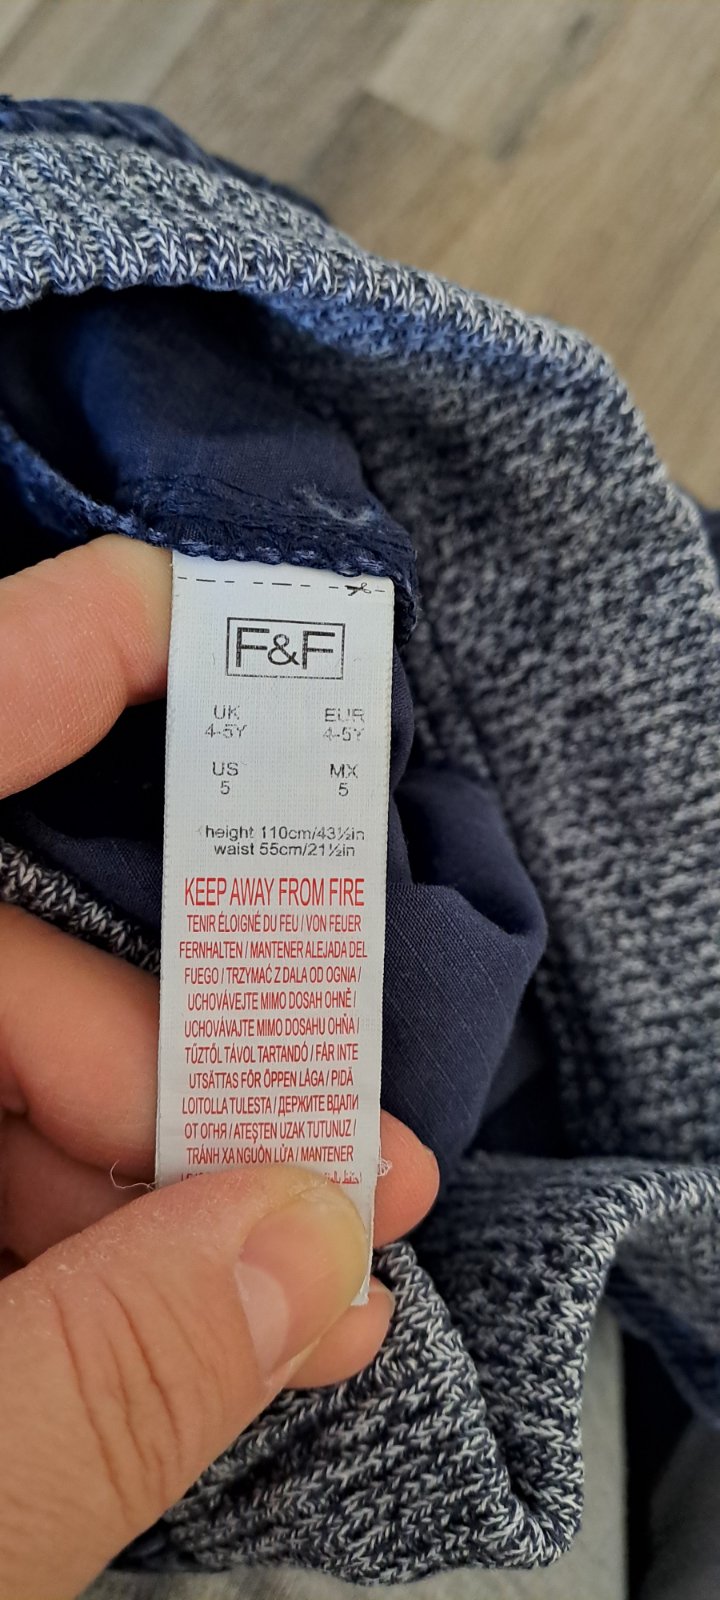 F&F
UK EUR
4-5Y 4-5Y
US MX
5 5
height 110cm/43½in
waist 55cm/21½in
KEEP AWAY FROM FIRE
TENIR ÉLOIGNÉ DU FEU / VON FEUER
FERNHALTEN / MANTENER ALEJADA DEL
FUEGO / TRZYMAĆ Z DALA OD OGNIA /
UCHOVÁVEJTE MIMO DOSAH OHNĚ /
UCHOVÁVAJTE MIMO DOSAHU OHŇA /
TŰZTŐL TÁVOL TARTANDÓ / FÅR INTE
UTSÄTTAS FÖR ÖPPEN LÅGA / PIDÄ
LOITOLLA TULESTA / ДЕРЖИТЕ ВДАЛИ
ОТ ОГНЯ / ATEŞTEN UZAK TUTUNUZ /
TRÁNH XA NGUỒN LỬA / MANTENER